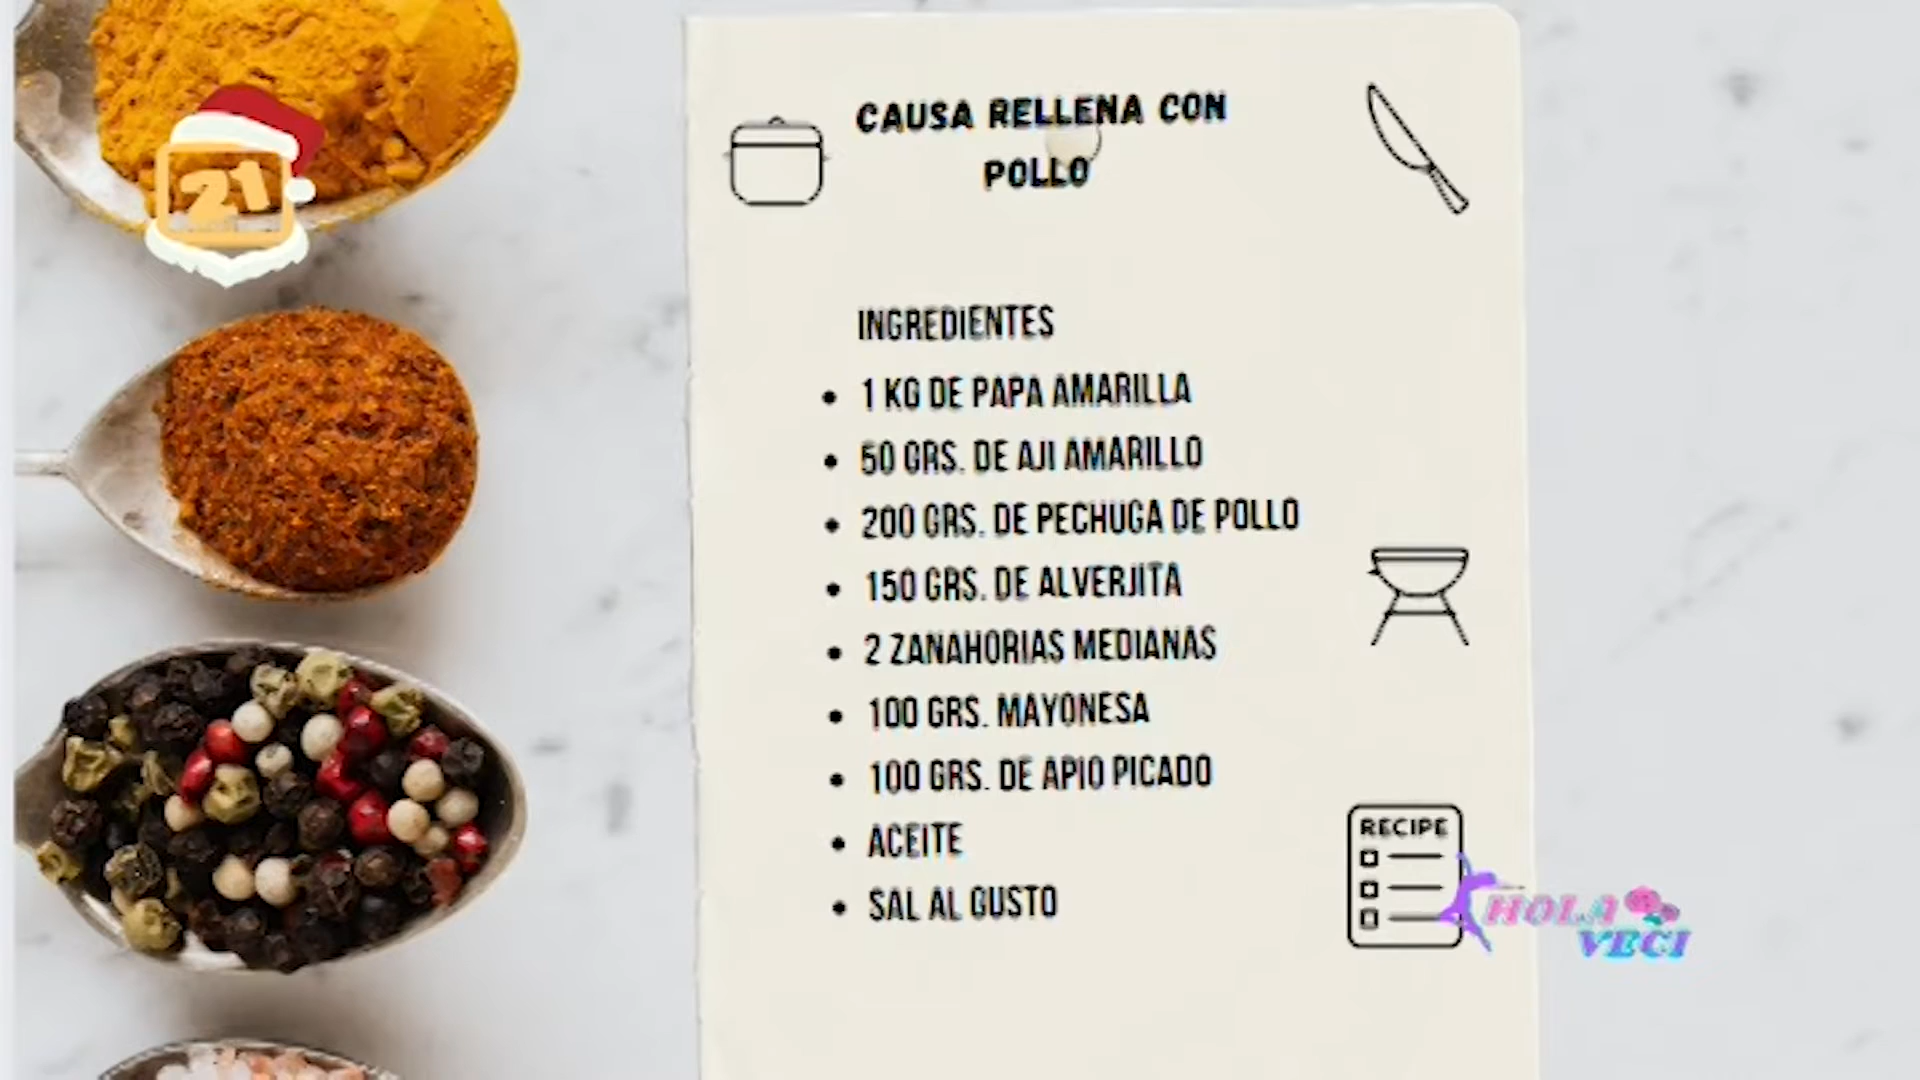 21
CAUSA RELLENA CON
POLLO
INGREDIENTES
• 1 KG DE PAPA AMARILLA
• 50 GRS. DE AJI AMARILLO
• 200 GRS. DE PECHUGA DE POLLO
• 150 GRS. DE ALVERJITA
• 2 ZANAHORIAS MEDIANAS
• 100 GRS. MAYONESA
• 100 GRS. DE APIO PICADO
• ACEITE
• SAL AL GUSTO
RECIPE
HOLA
VECI